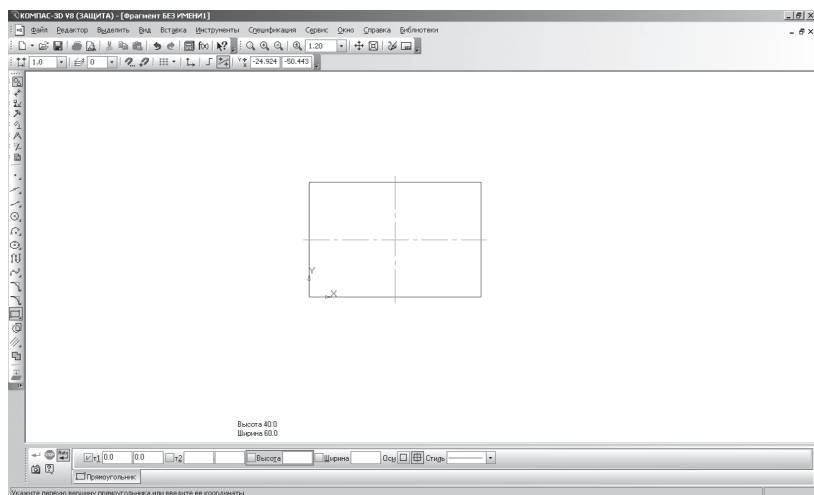 КОМПАС-3D V8 (ЗАЩИТА) - [Фрагмент БЕЗ ИМЕНИ1]
Файл Редактор Выделить Вид Вставка Инструменты Спецификация Сервис Окно Справка Библиотеки
f(x) 1.20
1.0 0 -24.924 -50.443
Y
X
Высота 40.0
Ширина 60.0
т1 0.0 0.0 т2 Высота Ширина Оси Стиль
Прямоугольник
Укажите первую вершину прямоугольника или введите ее координаты